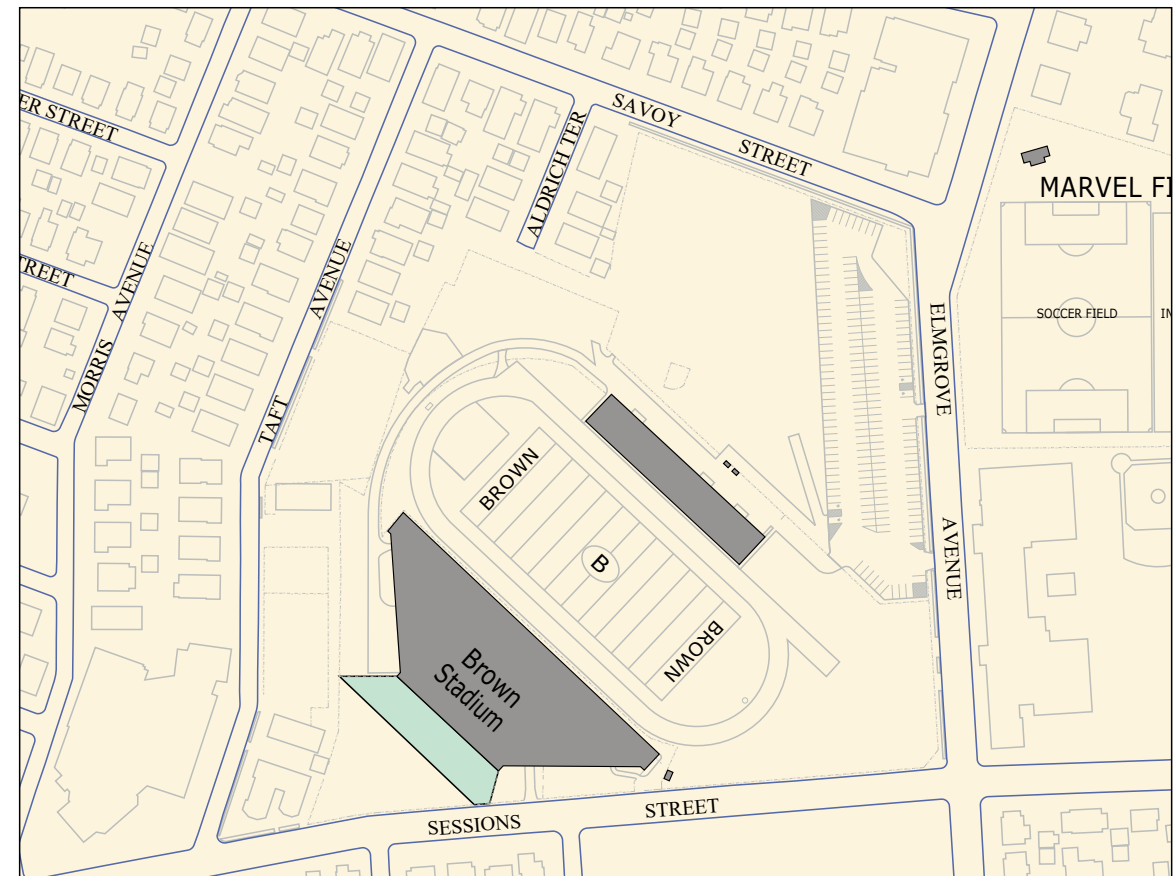 ER STREET
SAVOY
STREET
ALDRICH TER
MARVEL FI
TREET
AVENUE
AVENUE
MORRIS
TAFT
ELMGROVE
SOCCER FIELD
IN
BROWN
B
AVENUE
BROWN
Brown
Stadium
SESSIONS
STREET